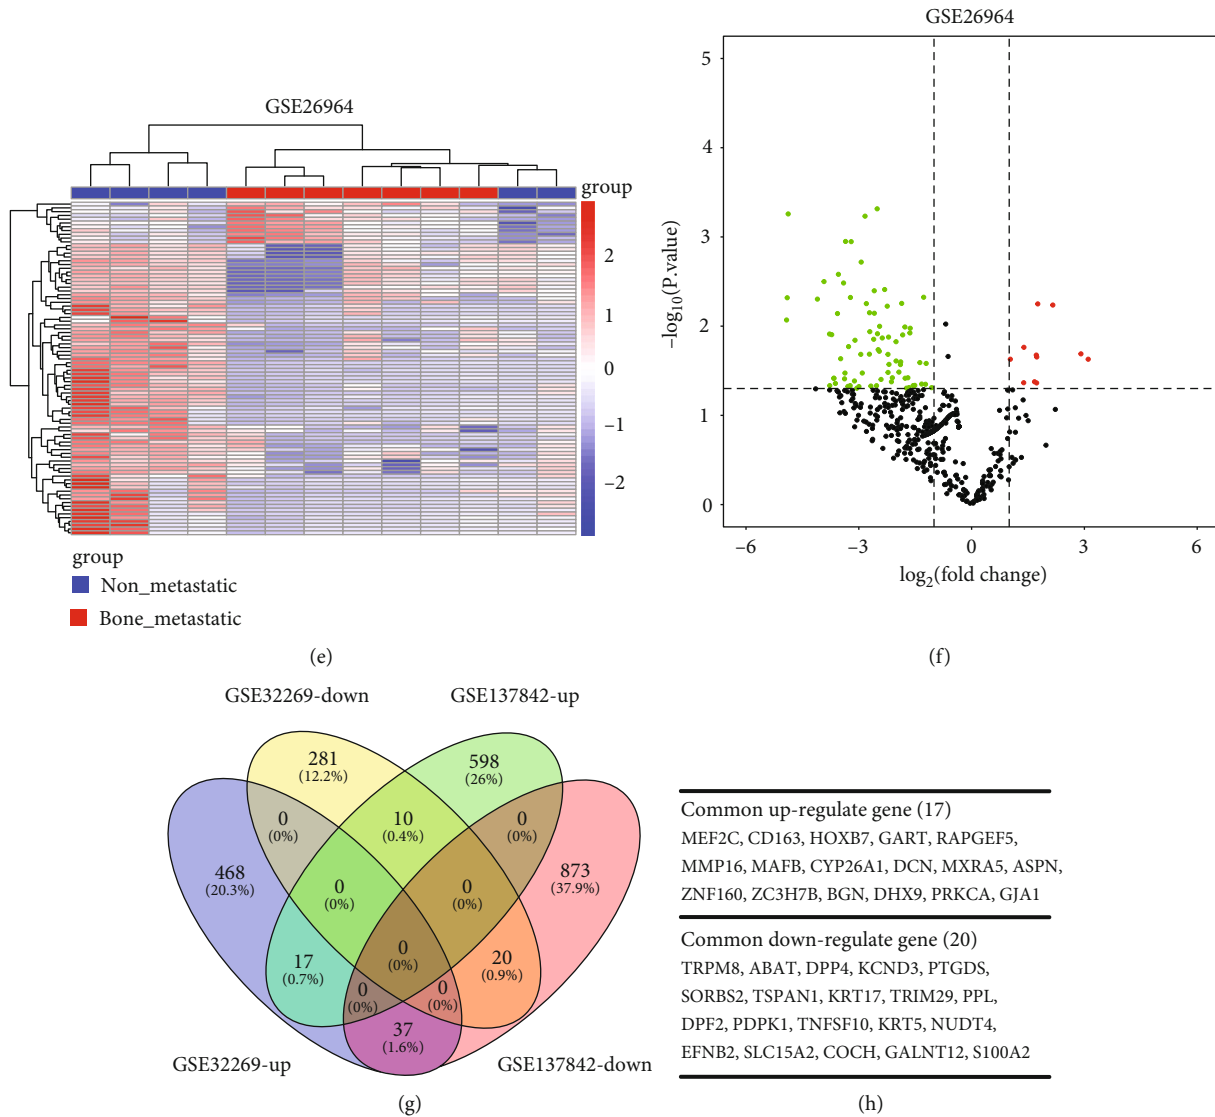 GSE26964
group
2
1
0
−1
−2
group
Non_metastatic
Bone_metastatic
(e)
GSE26964
5
4
3
2
1
0
−log10(P.value)
−6
−3
0
3
6
log2(fold change)
(f)
GSE32269-down
GSE137842-up
281
(12.2%)
598
(26%)
0
(0%)
10
(0.4%)
0
(0%)
468
(20.3%)
873
(37.9%)
0
(0%)
0
(0%)
0
(0%)
17
(0.7%)
20
(0.9%)
0
(0%)
0
(0%)
37
(1.6%)
GSE32269-up
GSE137842-down
(g)
Common up-regulate gene (17)
MEF2C, CD163, HOXB7, GART, RAPGEF5,
MMP16, MAFB, CYP26A1, DCN, MXRA5, ASPN,
ZNF160, ZC3H7B, BGN, DHX9, PRKCA, GJA1
Common down-regulate gene (20)
TRPM8, ABAT, DPP4, KCND3, PTGDS,
SORBS2, TSPAN1, KRT17, TRIM29, PPL,
DPF2, PDPK1, TNFSF10, KRT5, NUDT4,
EFNB2, SLC15A2, COCH, GALNT12, S100A2
(h)